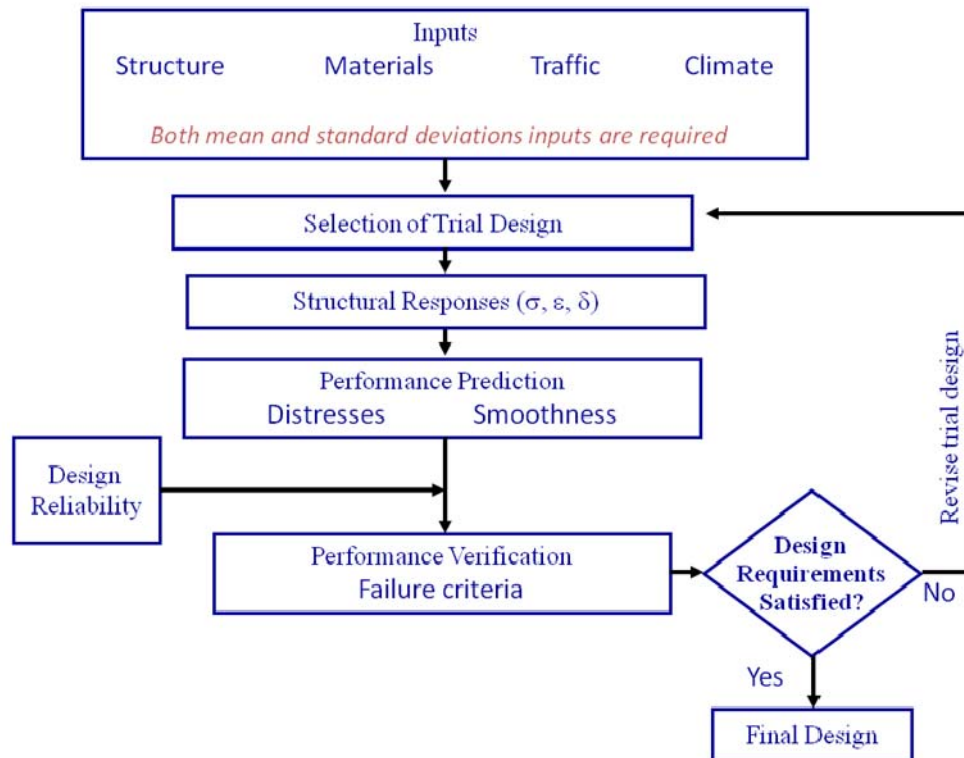 Inputs
Structure Materials Traffic Climate
Both mean and standard deviations inputs are required
Selection of Trial Design
Structural Responses (σ, ε, δ)
Performance Prediction
Distresses Smoothness
Design
Reliability
Performance Verification
Failure criteria
Design
Requirements
Satisfied?
No
Revise trial design
Yes
Final Design